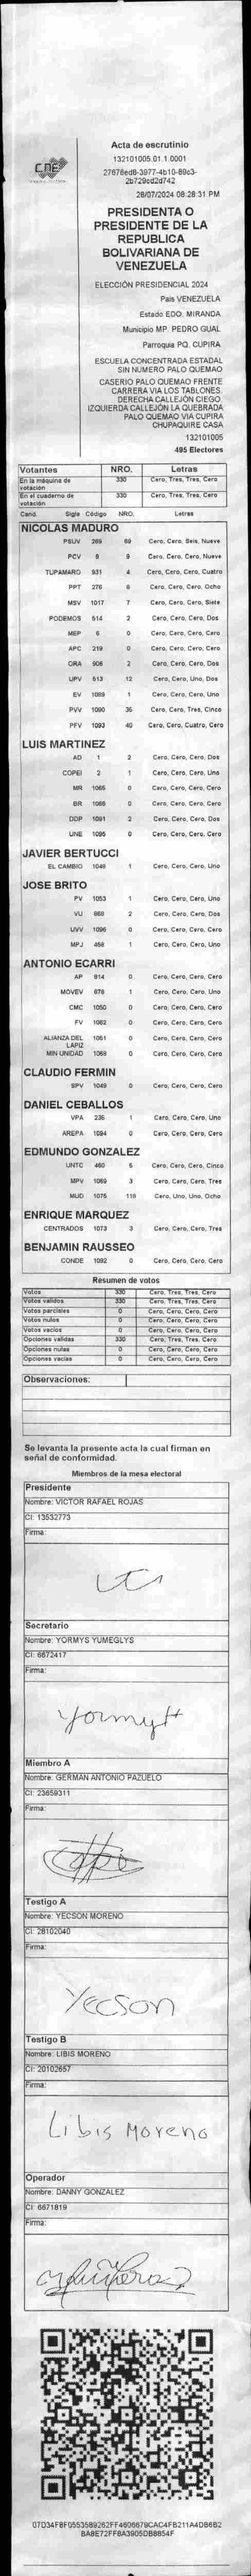 CNE
Acta de escrutinio
132101005.01.1.0001
28/07/2024 08:28:31 PM
PRESIDENTA O
PRESIDENTE DE LA
REPUBLICA
BOLIVARIANA DE
VENEZUELA
ELECCIÓN PRESIDENCIAL 2024
País VENEZUELA
Estado EDO. MIRANDA
Municipio MP. PEDRO GUAL
Parroquia PQ. CUPIRA
ESCUELA CONCENTRADA ESTADAL
SIN NUMERO PALO QUEMAO
CASERIO PALO QUEMAO FRENTE
CARRERA VIA LOS TABLONES.
DERECHA CALLEJÓN CIEGO.
IZQUIERDA CALLEJÓN LA QUEBRADA
PALO QUEMAO VIA CUPIRA
CHUPAQUIRE CASA
132101005
495 Electores
Votantes NRO. Letras
En la máquina de votación 330 Cero, Tres, Tres, Cero
En el cuaderno de votación 330 Cero, Tres, Tres, Cero
Cand. Sigla Código NRO. Letras
NICOLAS MADURO
PSUV 269 69 Cero, Cero, Seis, Nueve
PCV 9 9 Cero, Cero, Cero, Nueve
TUPAMARO 931 4 Cero, Cero, Cero, Cuatro
PPT 276 8 Cero, Cero, Cero, Ocho
MSV 1017 7 Cero, Cero, Cero, Siete
PODEMOS 514 2 Cero, Cero, Cero, Dos
MEP 6 0 Cero, Cero, Cero, Cero
APC 219 0 Cero, Cero, Cero, Cero
ORA 906 2 Cero, Cero, Cero, Dos
UPV 513 12 Cero, Cero, Uno, Dos
EV 1089 1 Cero, Cero, Cero, Uno
PVV 1090 35 Cero, Cero, Tres, Cinco
PFV 1093 40 Cero, Cero, Cuatro, Cero
LUIS MARTINEZ
AD 1 2 Cero, Cero, Cero, Dos
COPEI 2 1 Cero, Cero, Cero, Uno
MR 1065 0 Cero, Cero, Cero, Cero
BR 1066 0 Cero, Cero, Cero, Cero
DDP 1091 2 Cero, Cero, Cero, Dos
UNE 1095 0 Cero, Cero, Cero, Cero
JAVIER BERTUCCI
EL CAMBIO 1048 1 Cero, Cero, Cero, Uno
JOSE BRITO
PV 1053 1 Cero, Cero, Cero, Uno
VU 868 2 Cero, Cero, Cero, Dos
UVV 1096 0 Cero, Cero, Cero, Cero
MPJ 458 1 Cero, Cero, Cero, Uno
ANTONIO ECARRI
AP 814 0 Cero, Cero, Cero, Cero
MOVEV 878 1 Cero, Cero, Cero, Uno
CMC 1050 0 Cero, Cero, Cero, Cero
FV 1062 0 Cero, Cero, Cero, Cero
ALIANZA DEL LAPIZ 1051 0 Cero, Cero, Cero, Cero
MIN UNIDAD 1069 0 Cero, Cero, Cero, Cero
CLAUDIO FERMIN
SPV 1049 0 Cero, Cero, Cero, Cero
DANIEL CEBALLOS
VPA 235 1 Cero, Cero, Cero, Uno
AREPA 1084 0 Cero, Cero, Cero, Cero
EDMUNDO GONZALEZ
UNTC 460 5 Cero, Cero, Cero, Cinco
MPV 1069 3 Cero, Cero, Cero, Tres
MUD 1075 118 Cero, Uno, Uno, Ocho
ENRIQUE MARQUEZ
CENTRADOS 1073 3 Cero, Cero, Cero, Tres
BENJAMIN RAUSSEO
CONDE 1092 0 Cero, Cero, Cero, Cero
Resumen de votos
Votos 330 Cero, Tres, Tres, Cero
Votos validos 330 Cero, Tres, Tres, Cero
Votos parciales 0 Cero, Cero, Cero, Cero
Votos nulos 0 Cero, Cero, Cero, Cero
Votos vacios 0 Cero, Cero, Cero, Cero
Opciones validas 330 Cero, Tres, Tres, Cero
Opciones nulas 0 Cero, Cero, Cero, Cero
Opciones vacias 0 Cero, Cero, Cero, Cero
Observaciones:
Se levanta la presente acta la cual firman en
señal de conformidad.
Miembros de la mesa electoral
Presidente
Nombre: VICTOR RAFAEL ROJAS
CI: 13532773
Firma:
Secretario
Nombre: YORMYS YUMEGLYS
CI: 6672417
Firma:
Miembro A
Nombre: GERMAN ANTONIO PAZUELO
CI: 23659311
Firma:
Testigo A
Nombre: YECSON MORENO
CI: 28102040
Firma:
Yecson
Testigo B
Nombre: LIBIS MORENO
CI: 20102657
Firma:
Libis Moreno
Operador
Nombre: DANNY GONZALEZ
CI: 6671819
Firma: